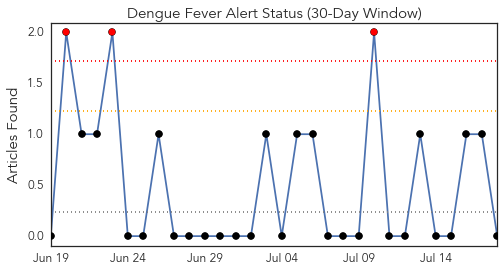 Dengue Fever Alert Status (30-Day Window)
Articles Found
2.0
1.5
1.0
0.5
0.0
Jun 19 Jun 24 Jun 29 Jul 04 Jul 09 Jul 14